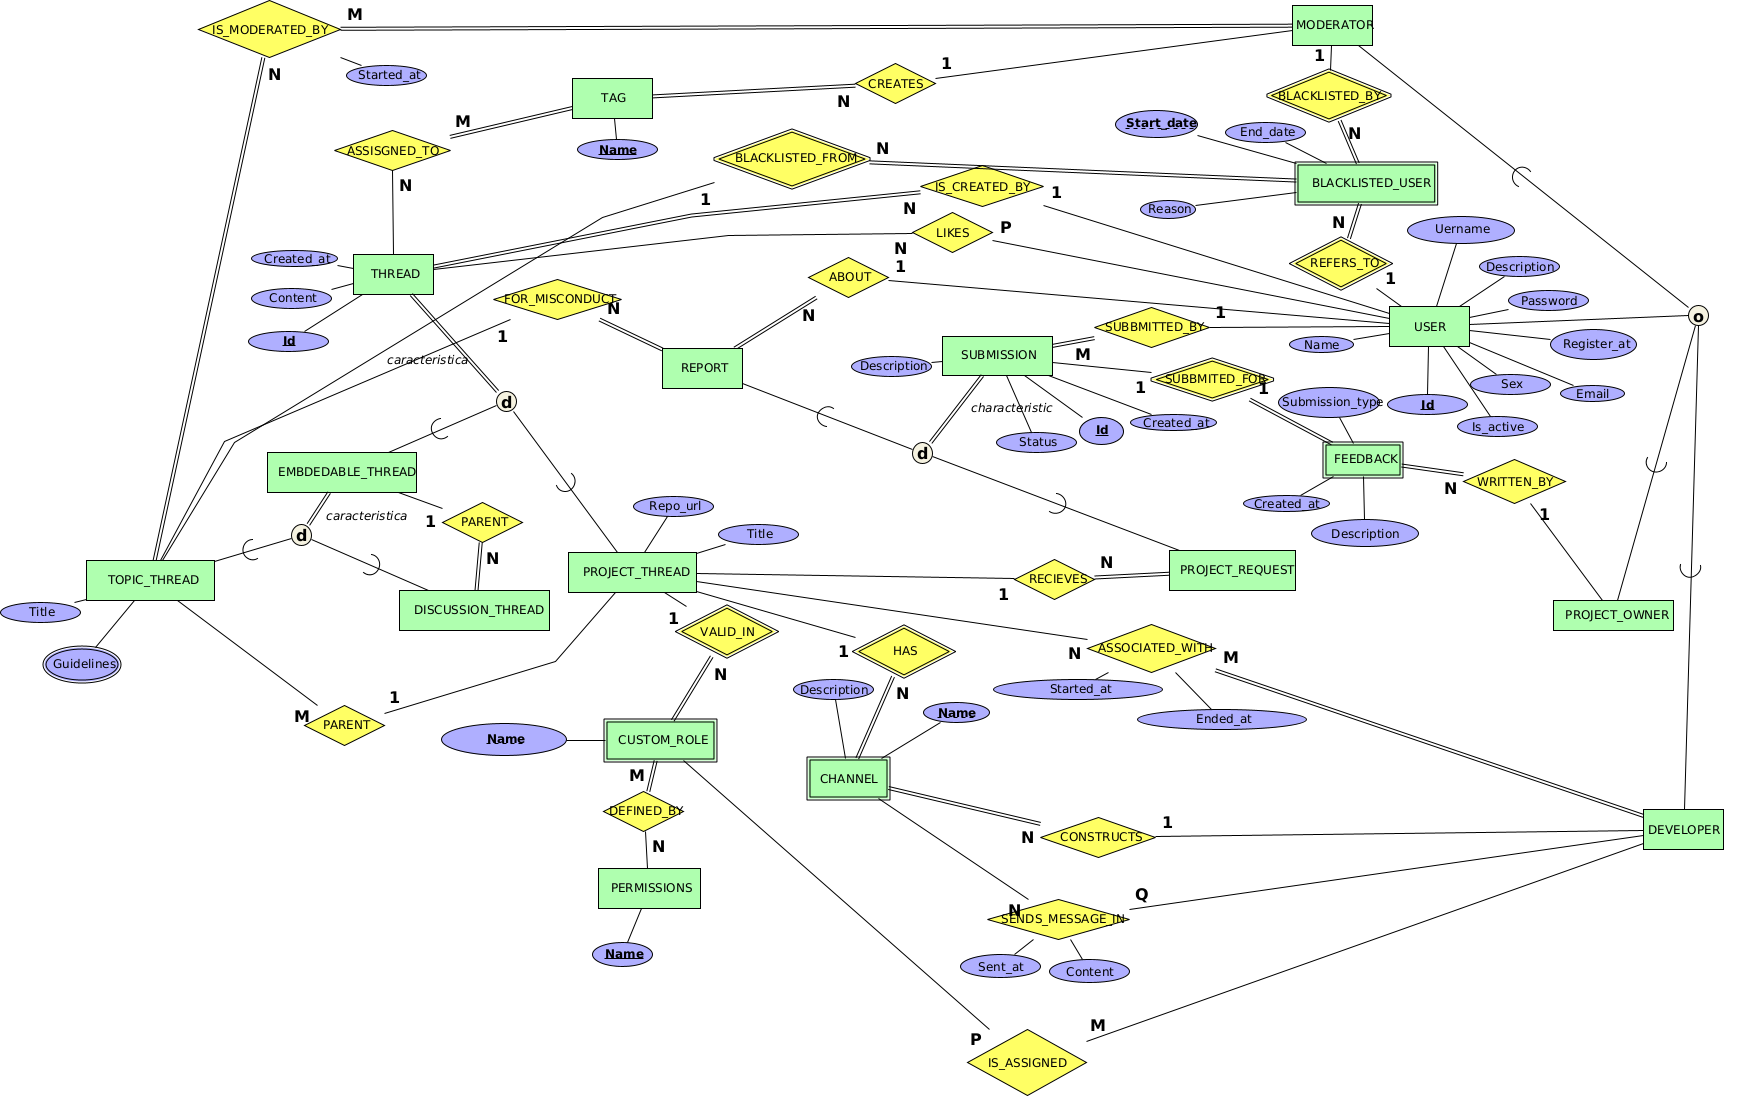 M
MODERATOR
IS_MODERATED_BY
N
Started_at
1
CREATES
N
1
BLACKLISTED_BY
N
TAG
M
Name
ASSISGNED_TO
N
Start_date
End_date
BLACKLISTED_FROM
N
1
BLACKLISTED_USER
Reason
IS_CREATED_BY
1
N
N
LIKES
P
N
Uername
REFERS_TO
1
Description
Created_at
THREAD
Content
Id
ABOUT
1
N
Password
FOR_MISCONDUCT
N
1
SUBBMITTED_BY
1
M
USER
o
Name
Register_at
caracteristica
REPORT
SUBMISSION
Description
SUBBMITED_FOR
1
1
Sex
Email
Submission_type
Id
Is_active
d
characteristic
Id
Created_at
Status
d
FEEDBACK
EMBDEDABLE_THREAD
WRITTEN_BY
N
1
Created_at
Description
caracteristica
1
PARENT
N
d
Repo_url
Title
TOPIC_THREAD
PROJECT_THREAD
RECIEVES
N
1
PROJECT_REQUEST
Title
DISCUSSION_THREAD
PROJECT_OWNER
1
VALID_IN
N
1
HAS
N
N
ASSOCIATED_WITH
M
Guidelines
Started_at
Ended_at
Description
Name
1
M
PARENT
Name
CUSTOM_ROLE
M
CHANNEL
DEFINED_BY
N
N
CONSTRUCTS
1
DEVELOPER
PERMISSIONS
Q
N
SENDS_MESSAGE_IN
Name
Sent_at
Content
M
P
IS_ASSIGNED